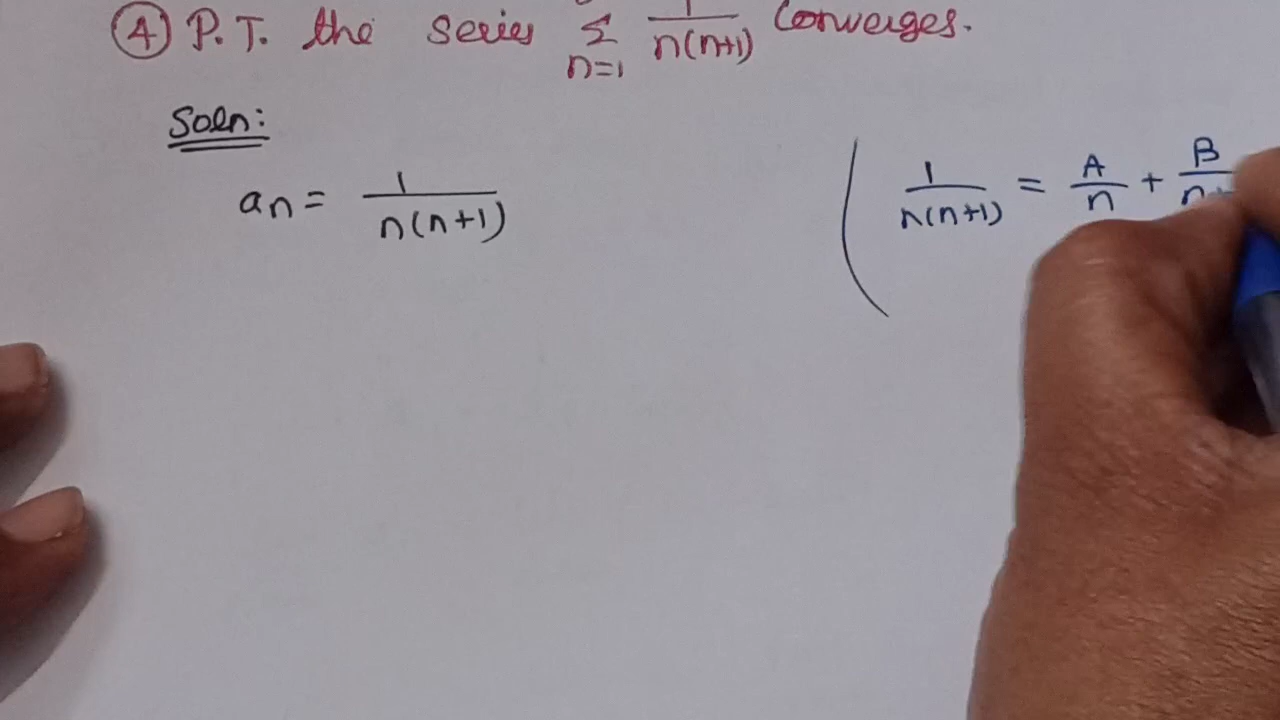 ④ P.T. the series Σ n=1 1/n(n+1) Converges.
Soln:
an = 1/n(n+1)
( 1/n(n+1) = A/n + B/n+